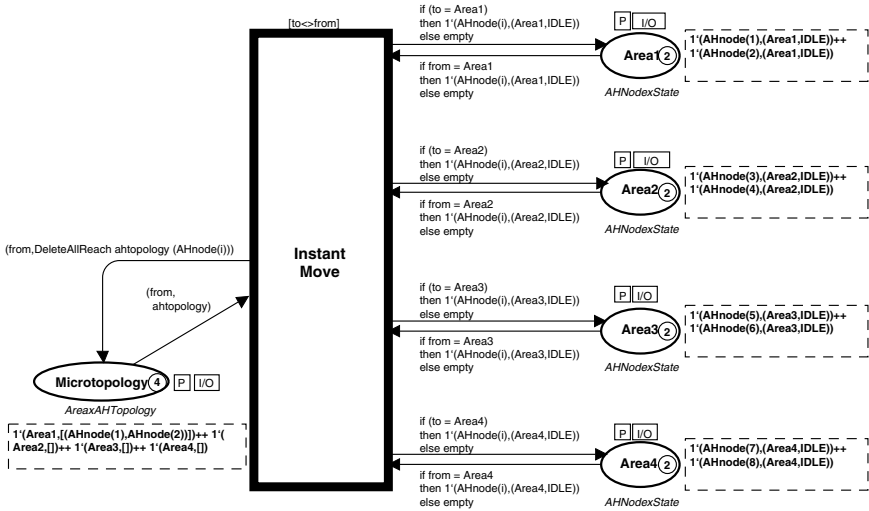 [to<>from]
if (to = Area1)
then 1‘(AHnode(i),(Area1,IDLE))
else empty
if from = Area1
then 1‘(AHnode(i),(Area1,IDLE))
else empty
P I/O
Area1 2
AHNodexState
1‘(AHnode(1),(Area1,IDLE))++
1‘(AHnode(2),(Area1,IDLE))
if (to = Area2)
then 1‘(AHnode(i),(Area2,IDLE))
else empty
if from = Area2
then 1‘(AHnode(i),(Area2,IDLE))
else empty
P I/O
Area2 2
AHNodexState
1‘(AHnode(3),(Area2,IDLE))++
1‘(AHnode(4),(Area2,IDLE))
Instant
Move
(from,DeleteAllReach ahtopology (AHnode(i)))
(from,
ahtopology)
if (to = Area3)
then 1‘(AHnode(i),(Area3,IDLE))
else empty
if from = Area3
then 1‘(AHnode(i),(Area3,IDLE))
else empty
P I/O
Area3 2
AHNodexState
1‘(AHnode(5),(Area3,IDLE))++
1‘(AHnode(6),(Area3,IDLE))
Microtopology 4 P I/O
AreaxAHTopology
1‘(Area1,[(AHnode(1),AHnode(2))])++ 1‘(
Area2,[])++ 1‘(Area3,[])++ 1‘(Area4,[])
if (to = Area4)
then 1‘(AHnode(i),(Area4,IDLE))
else empty
if from = Area4
then 1‘(AHnode(i),(Area4,IDLE))
else empty
P I/O
Area4 2
AHNodexState
1‘(AHnode(7),(Area4,IDLE))++
1‘(AHnode(8),(Area4,IDLE))